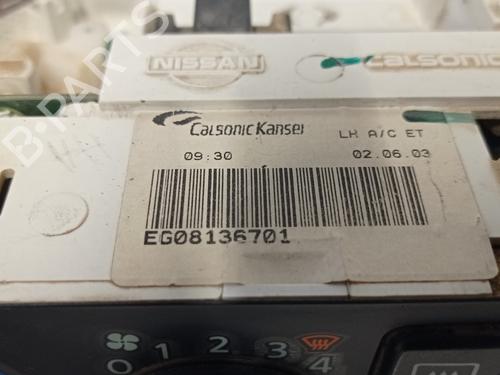 NISSAN
CALSONIC
CALSONIC KANSEI
LH A/C ET
09:30
02.06.03
EG08136701
0 1 2 3 4
B-PARTS